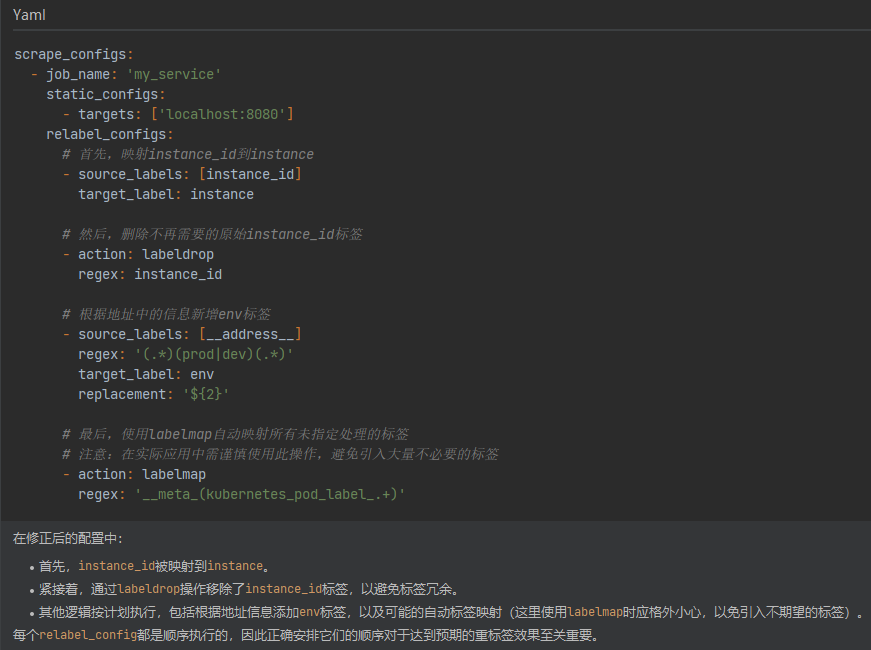 Yaml
scrape_configs:
  - job_name: 'my_service'
    static_configs:
      - targets: ['localhost:8080']
    relabel_configs:
      # 首先，映射instance_id到instance
      - source_labels: [instance_id]
        target_label: instance

      # 然后，删除不再需要的原始instance_id标签
      - action: labeldrop
        regex: instance_id

      # 根据地址中的信息新增env标签
      - source_labels: [__address__]
        regex: '(.*)(prod|dev)(.*)'
        target_label: env
        replacement: '${2}'

      # 最后，使用labelmap自动映射所有未指定处理的标签
      # 注意：在实际应用中需谨慎使用此操作，避免引入大量不必要的标签
      - action: labelmap
        regex: '__meta_(kubernetes_pod_label_.+)'
在修正后的配置中：
• 首先，instance_id被映射到instance。
• 紧接着，通过labeldrop操作移除了instance_id标签，以避免标签冗余。
• 其他逻辑按计划执行，包括根据地址信息添加env标签，以及可能的自动标签映射（这里使用labelmap时应格外小心，以免引入不期望的标签）。
每个relabel_config都是顺序执行的，因此正确安排它们的顺序对于达到预期的重标签效果至关重要。